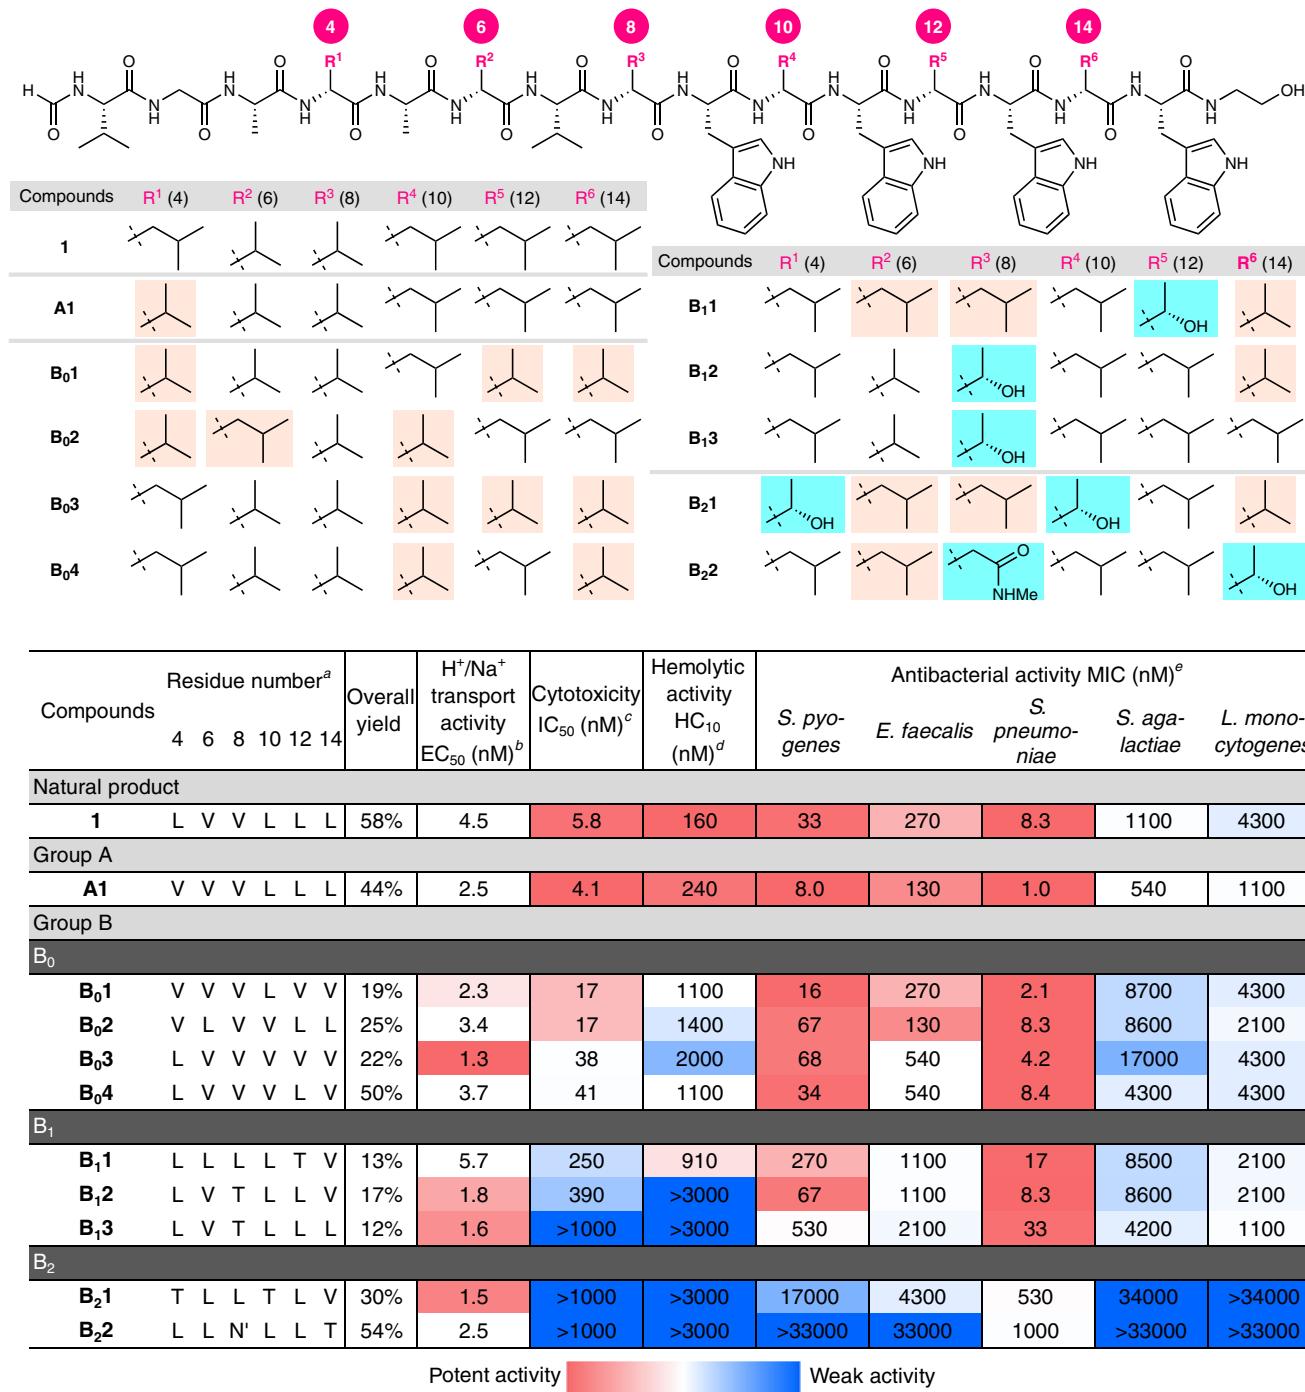 4 6 8 10 12 14
R¹ R² R³ R⁴ R⁵ R⁶
O O O O O O O O
H N H N H N H N H N H N H N H N OH
H N H N H N H N H N H N H N H
O O O O O O O O
NH NH NH NH
Compounds R¹ (4) R² (6) R³ (8) R⁴ (10) R⁵ (12) R⁶ (14)
1
A1
B₀1
B₀2
B₀3
B₀4
Compounds R¹ (4) R² (6) R³ (8) R⁴ (10) R⁵ (12) R⁶ (14)
B₁1 OH
B₁2 OH
B₁3 OH
B₂1 OH OH
B₂2 O NHMe OH
Compounds Residue numberᵃ 4 6 8 10 12 14
Overall yield
H⁺/Na⁺ transport activity EC₅₀ (nM)ᵇ
Cytotoxicity IC₅₀ (nM)ᶜ
Hemolytic activity HC₁₀ (nM)ᵈ
Antibacterial activity MIC (nM)ᵉ
S. pyo-genes E. faecalis S. pneumo-niae S. aga-lactiae L. mono-cytogenes
Natural product
1 L V V L L L 58% 4.5 5.8 160 33 270 8.3 1100 4300
Group A
A1 V V V L L L 44% 2.5 4.1 240 8.0 130 1.0 540 1100
Group B
B₀
B₀1 V V V L V V 19% 2.3 17 1100 16 270 2.1 8700 4300
B₀2 V L V V L L 25% 3.4 17 1400 67 130 8.3 8600 2100
B₀3 L V V V V V 22% 1.3 38 2000 68 540 4.2 17000 4300
B₀4 L V V V L V 50% 3.7 41 1100 34 540 8.4 4300 4300
B₁
B₁1 L L L L T V 13% 5.7 250 910 270 1100 17 8500 2100
B₁2 L V T L L V 17% 1.8 390 >3000 67 1100 8.3 8600 2100
B₁3 L V T L L L 12% 1.6 >1000 >3000 530 2100 33 4200 1100
B₂
B₂1 T L L T L V 30% 1.5 >1000 >3000 17000 4300 530 34000 >34000
B₂2 L L N' L L T 54% 2.5 >1000 >3000 >33000 33000 1000 >33000 >33000
Potent activity Weak activity